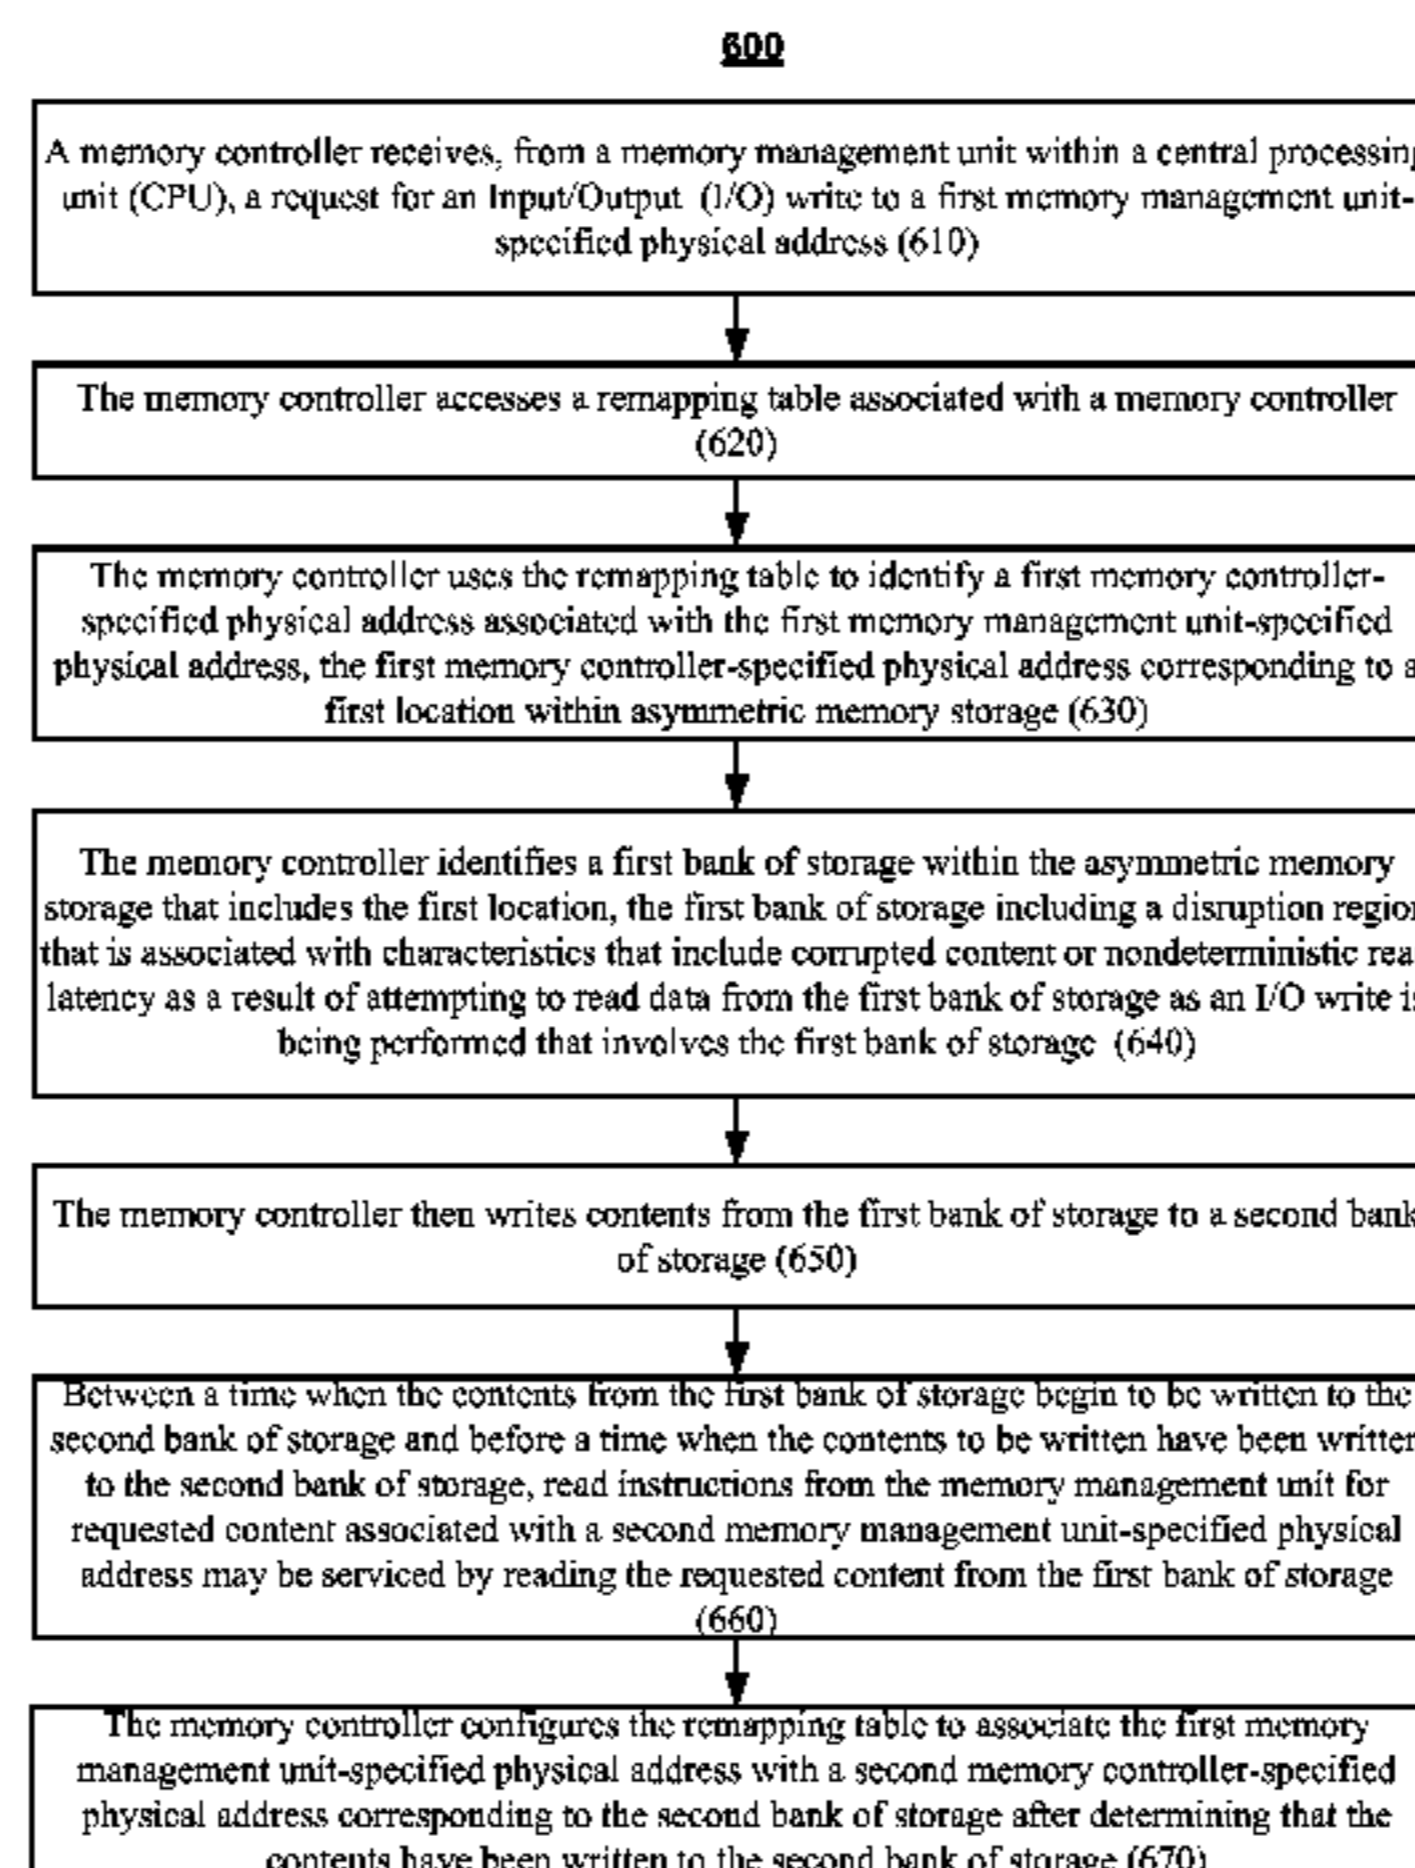 600
A memory controller receives, from a memory management unit within a central processing
unit (CPU), a request for an Input/Output (I/O) write to a first memory management unit-
specified physical address (610)
The memory controller accesses a remapping table associated with a memory controller
(620)
The memory controller uses the remapping table to identify a first memory controller-
specified physical address associated with the first memory management unit-specified
physical address, the first memory controller-specified physical address corresponding to a
first location within asymmetric memory storage (630)
The memory controller identifies a first bank of storage within the asymmetric memory
storage that includes the first location, the first bank of storage including a disruption region
that is associated with characteristics that include corrupted content or nondeterministic rea
latency as a result of attempting to read data from the first bank of storage as an I/O write is
being performed that involves the first bank of storage (640)
The memory controller then writes contents from the first bank of storage to a second bank
of storage (650)
Between a time when the contents from the first bank of storage begin to be written to the
second bank of storage and before a time when the contents to be written have been written
to the second bank of storage, read instructions from the memory management unit for
requested content associated with a second memory management unit-specified physical
address may be serviced by reading the requested content from the first bank of storage
(660)
The memory controller configures the remapping table to associate the first memory
management unit-specified physical address with a second memory controller-specified
physical address corresponding to the second bank of storage after determining that the
contents have been written to the second bank of storage (670)